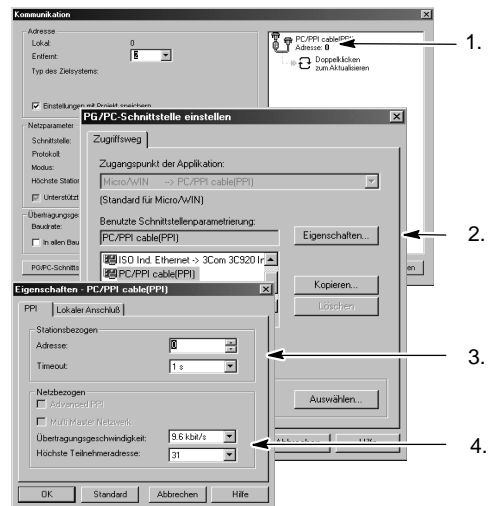 Kommunikation
Adresse
Lokal: 0
Entfernt: 2
Typ des Zielsystems:
Einstellungen mit Projekt speichern
Netzparameter
Schnittstelle:
Protokoll:
Modus:
Höchste Station
Unterstützt
Übertragungsge
Baudrate:
In allen Bau
PG/PC-Schnitts
PC/PPI cable(PPI)
Adresse: 0
Doppelklicken
zum Aktualisieren
1.
PG/PC-Schnittstelle einstellen
Zugriffsweg
Zugangspunkt der Applikation:
Micro/WIN --> PC/PPI cable(PPI)
(Standard für Micro/WIN)
Benutzte Schnittstellenparametrierung:
PC/PPI cable(PPI)
Eigenschaften...
2.
ISO Ind. Ethernet -> 3Com 3C920 In
PC/PPI cable(PPI)
Kopieren...
Löschen
Auswählen...
Abbrechen
Hilfe
en
Eigenschaften - PC/PPI cable(PPI)
PPI
Lokaler Anschluß
Stationsbezogen
Adresse: 0
Timeout: 1 s
3.
Netzbezogen
Advanced PPI
Multi Master Netzwerk
Übertragungsgeschwindigkeit: 9.6 kbit/s
Höchste Teilnehmeradresse: 31
4.
OK
Standard
Abbrechen
Hilfe